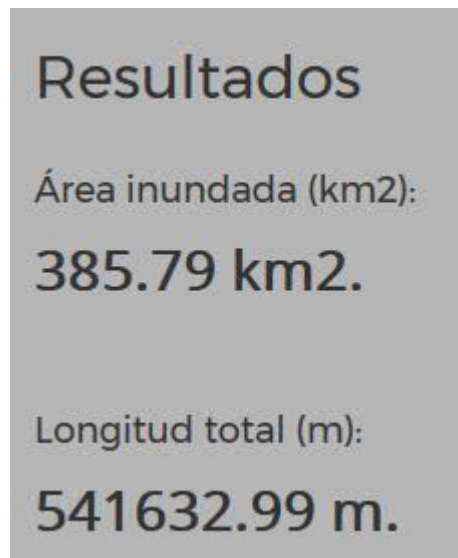 Resultados
Área inundada (km2):
385.79 km2.
Longitud total (m):
541632.99 m.